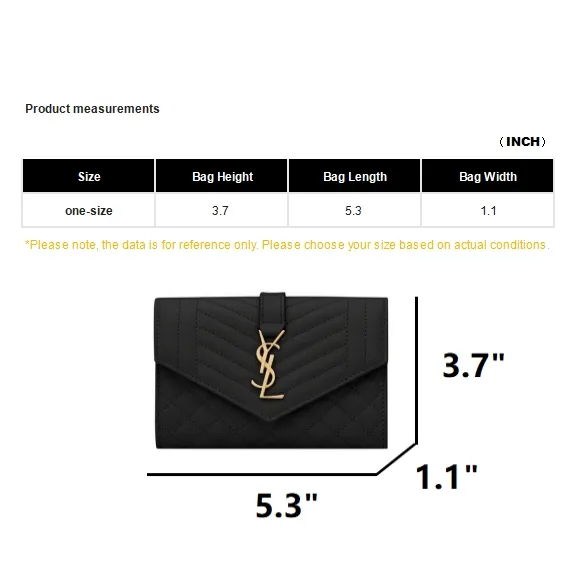 Product measurements
（INCH）
Size Bag Height Bag Length Bag Width
one-size 3.7 5.3 1.1
*Please note, the data is for reference only. Please choose your size based on actual conditions.
YSL
3.7"
1.1"
5.3"